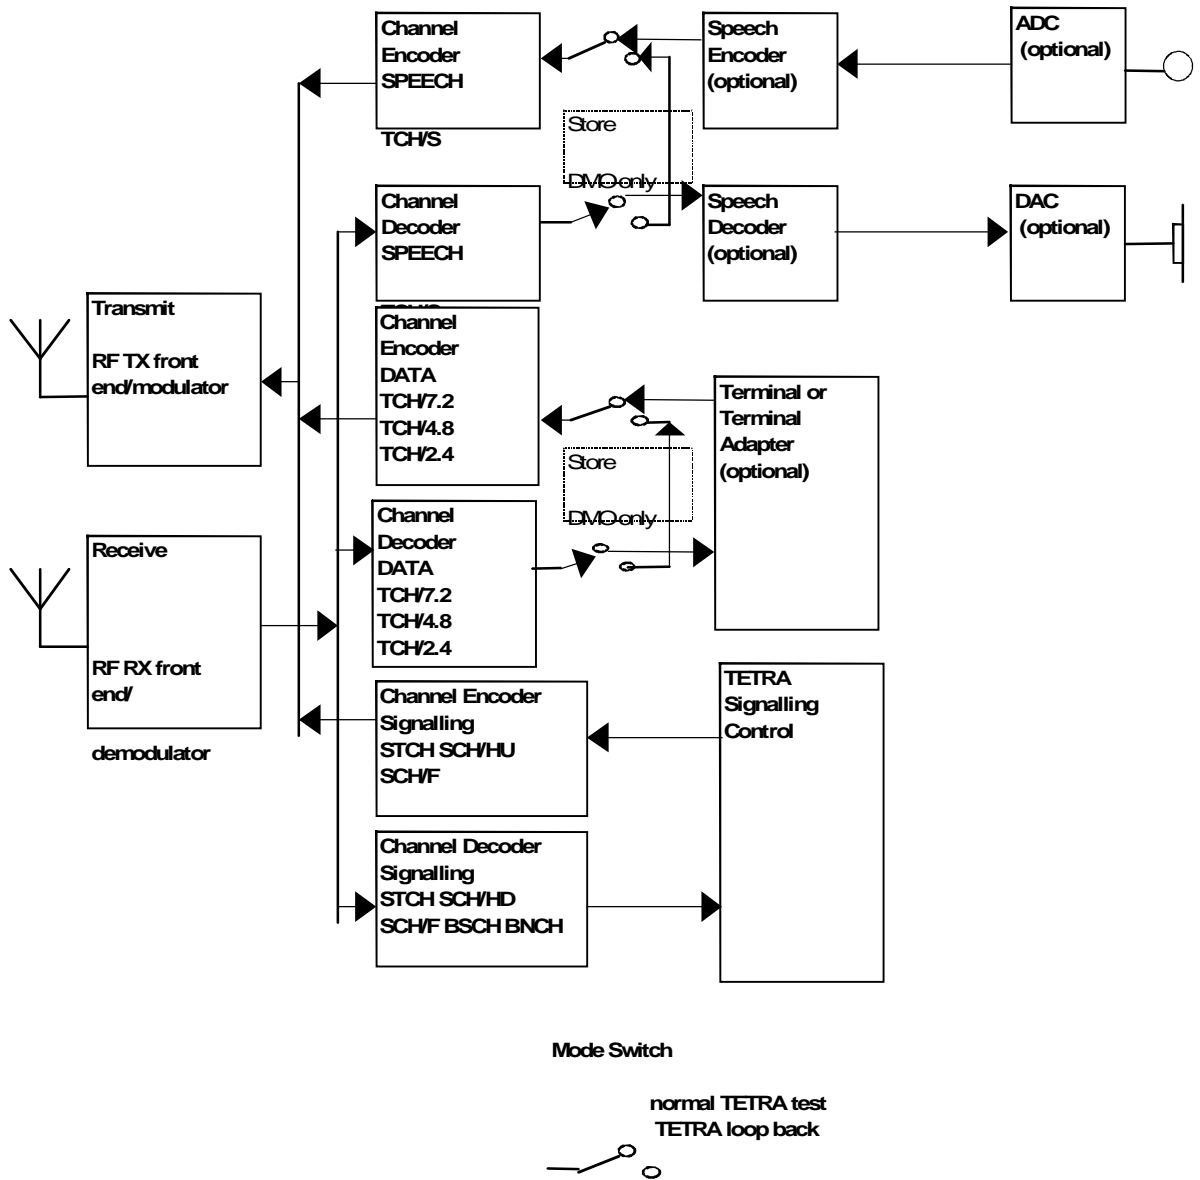 Channel
Encoder
SPEECH
TCH/S
Speech
Encoder
(optional)
ADC
(optional)
Store
DMO only
Channel
Decoder
SPEECH
Speech
Decoder
(optional)
DAC
(optional)
Transmit
RF TX front
end/modulator
Channel
Encoder
DATA
TCH/7.2
TCH/4.8
TCH/2.4
Terminal or
Terminal
Adapter
(optional)
Store
DMO only
Receive
RF RX front
end/
demodulator
Channel
Decoder
DATA
TCH/7.2
TCH/4.8
TCH/2.4
Channel Encoder
Signalling
STCH SCH/HU
SCH/F
TETRA
Signalling
Control
Channel Decoder
Signalling
STCH SCH/HD
SCH/F BSCH BNCH
Mode Switch
normal TETRA test
TETRA loop back